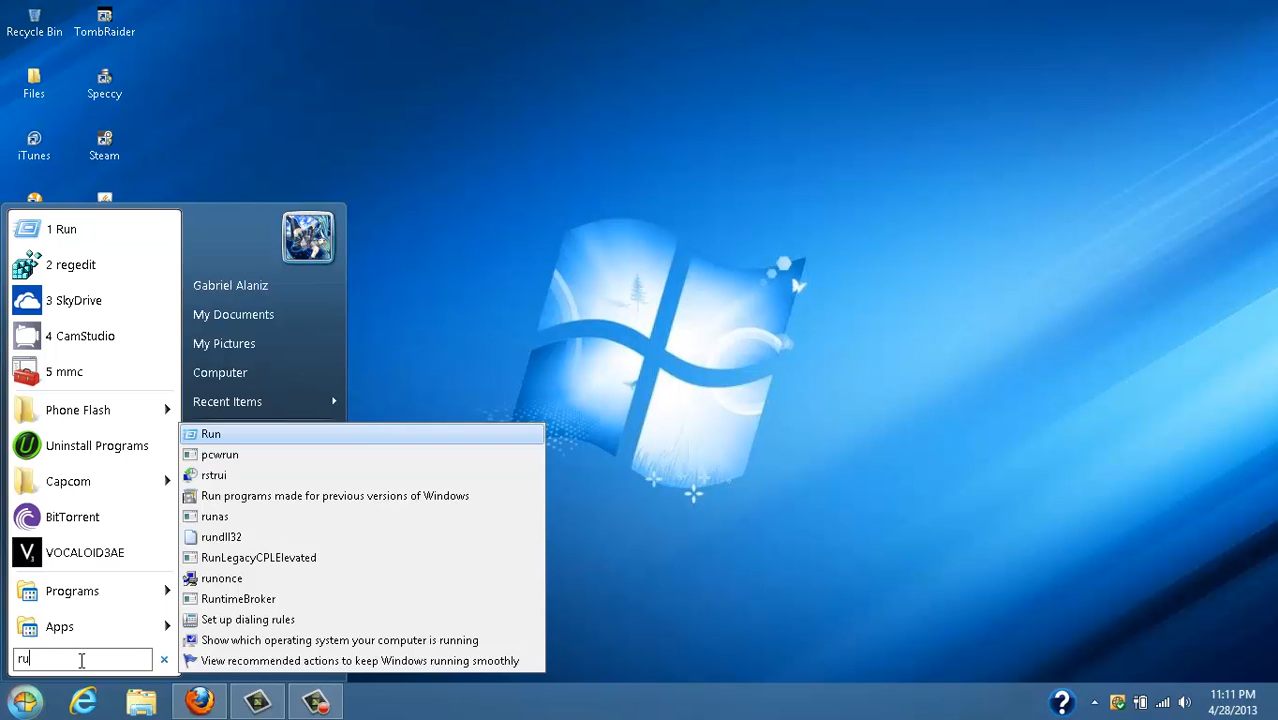 Recycle Bin
TombRaider
Files
Speccy
iTunes
Steam
1 Run
2 regedit
3 SkyDrive
4 CamStudio
5 mmc
Phone Flash
Uninstall Programs
Capcom
BitTorrent
VOCALOID3AE
Programs
Apps
ru
Gabriel Alaniz
My Documents
My Pictures
Computer
Recent Items
Run
pcwrun
rstrui
Run programs made for previous versions of Windows
runas
rundll32
RunLegacyCPLElevated
runonce
RuntimeBroker
Set up dialing rules
Show which operating system your computer is running
View recommended actions to keep Windows running smoothly
11:11 PM
4/28/2013